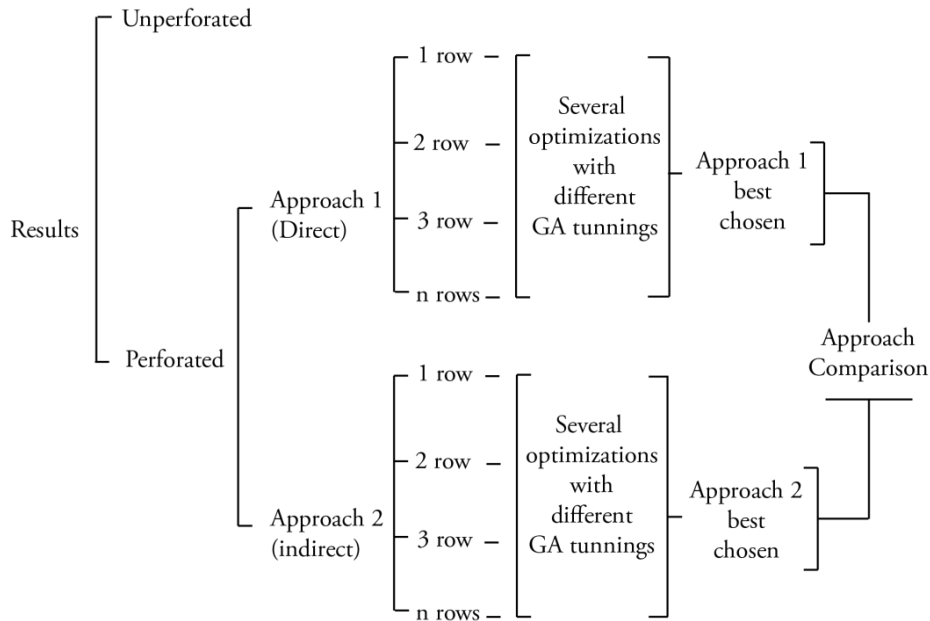 Results
Unperforated
Perforated
Approach 1
(Direct)
1 row
2 row
3 row
n rows
Several
optimizations
with
different
GA tunnings
Approach 1
best
chosen
Approach 2
(indirect)
1 row
2 row
3 row
n rows
Several
optimizations
with
different
GA tunnings
Approach 2
best
chosen
Approach
Comparison